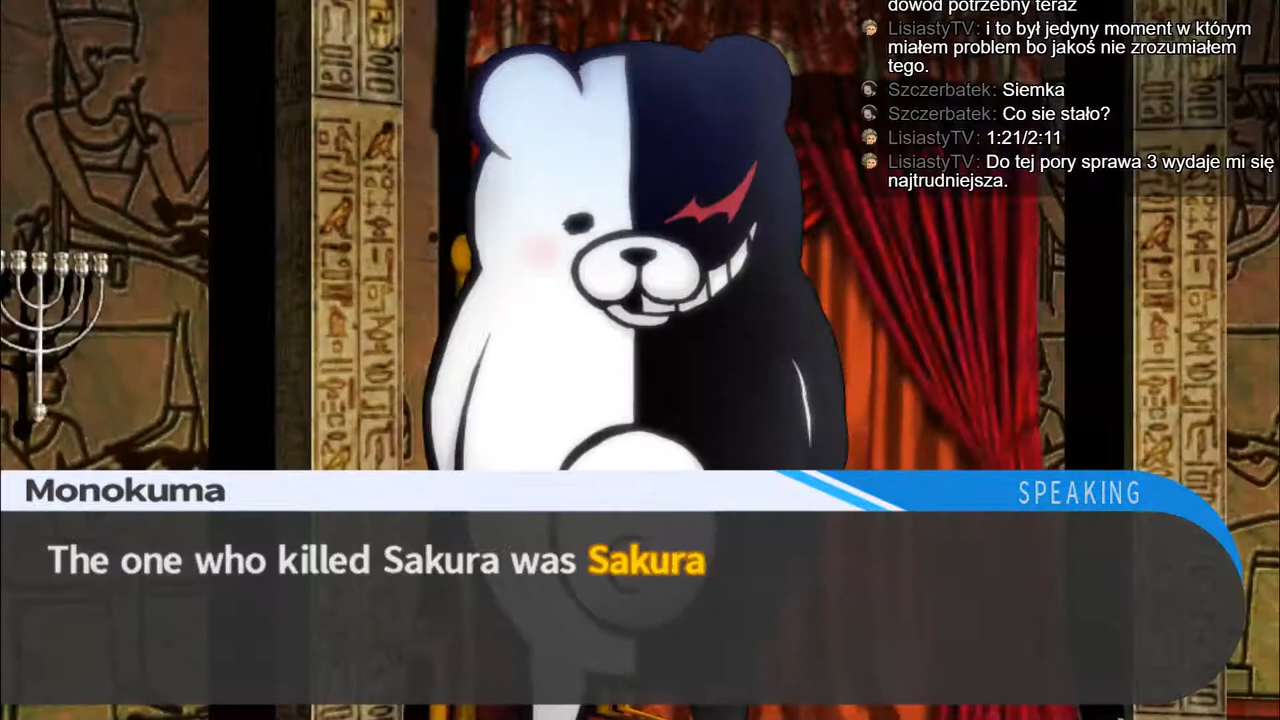 dowód potrzebny teraz
LisiastyTV: i to był jedyny moment w którym
miałem problem bo jakoś nie zrozumiałem
tego.
Szczerbatek: Siemka
Szczerbatek: Co sie stało?
LisiastyTV: 1:21/2:11
LisiastyTV: Do tej pory sprawa 3 wydaje mi się
najtrudniejsza.
Monokuma
SPEAKING
The one who killed Sakura was Sakura